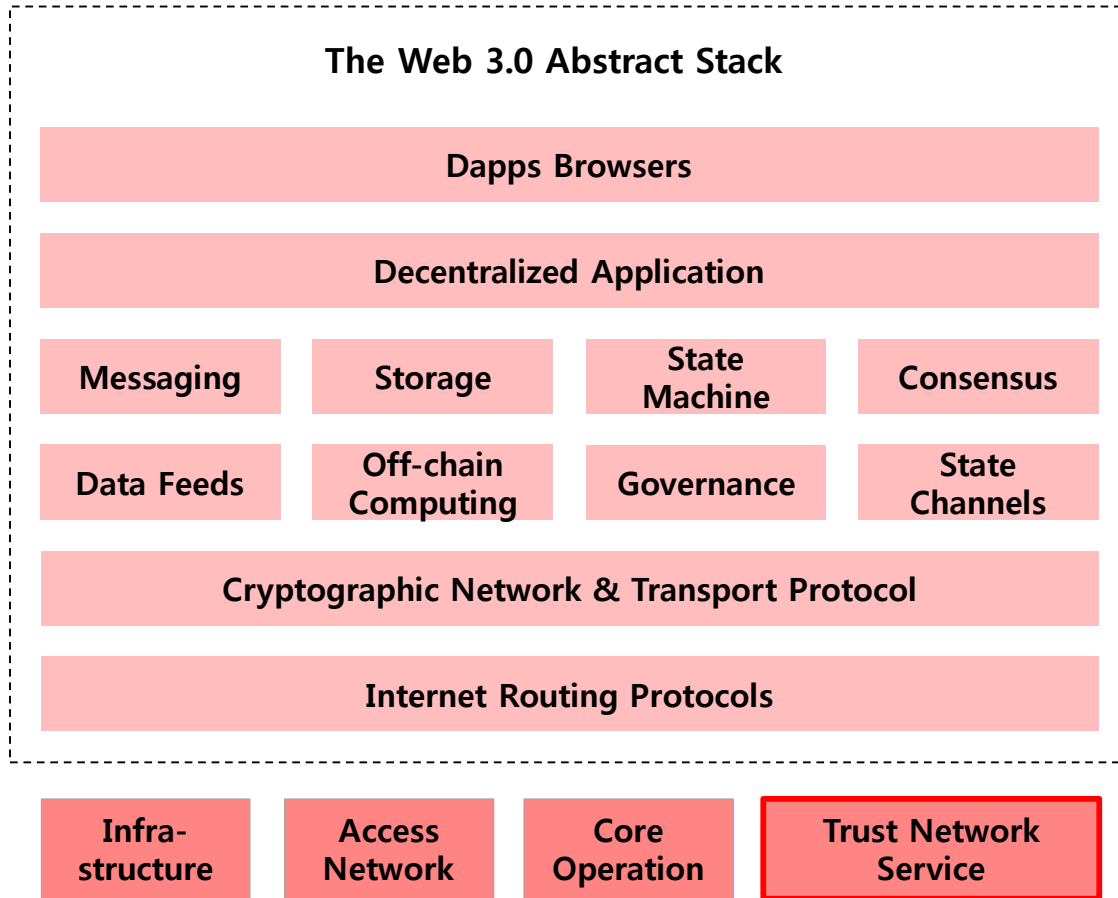 The Web 3.0 Abstract Stack
Dapps Browsers
Decentralized Application
Messaging
Storage
State
Machine
Consensus
Data Feeds
Off-chain
Computing
Governance
State
Channels
Cryptographic Network & Transport Protocol
Internet Routing Protocols
Infra-
structure
Access
Network
Core
Operation
Trust Network
Service